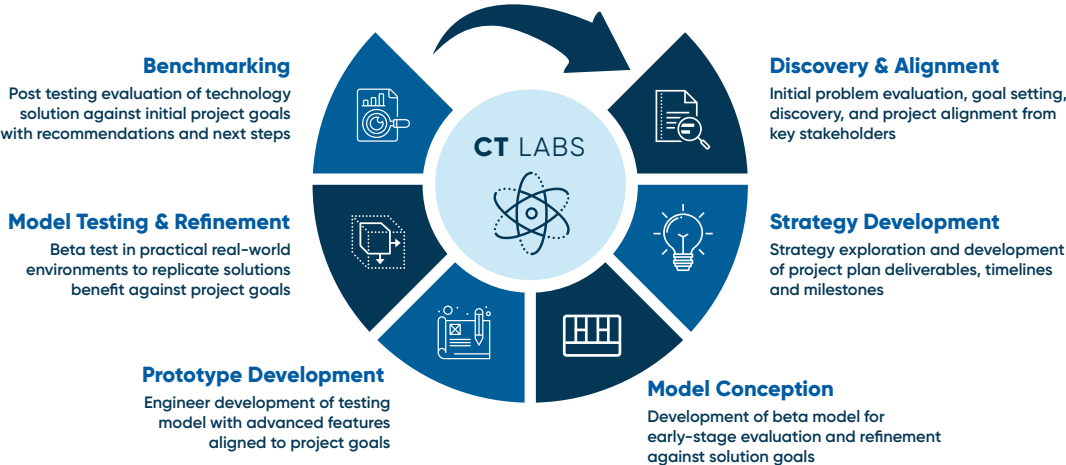 CT LABS
Discovery & Alignment
Initial problem evaluation, goal setting,
discovery, and project alignment from
key stakeholders
Strategy Development
Strategy exploration and development
of project plan deliverables, timelines
and milestones
Model Conception
Development of beta model for
early-stage evaluation and refinement
against solution goals
Prototype Development
Engineer development of testing
model with advanced features
aligned to project goals
Model Testing & Refinement
Beta test in practical real-world
environments to replicate solutions
benefit against project goals
Benchmarking
Post testing evaluation of technology
solution against initial project goals
with recommendations and next steps